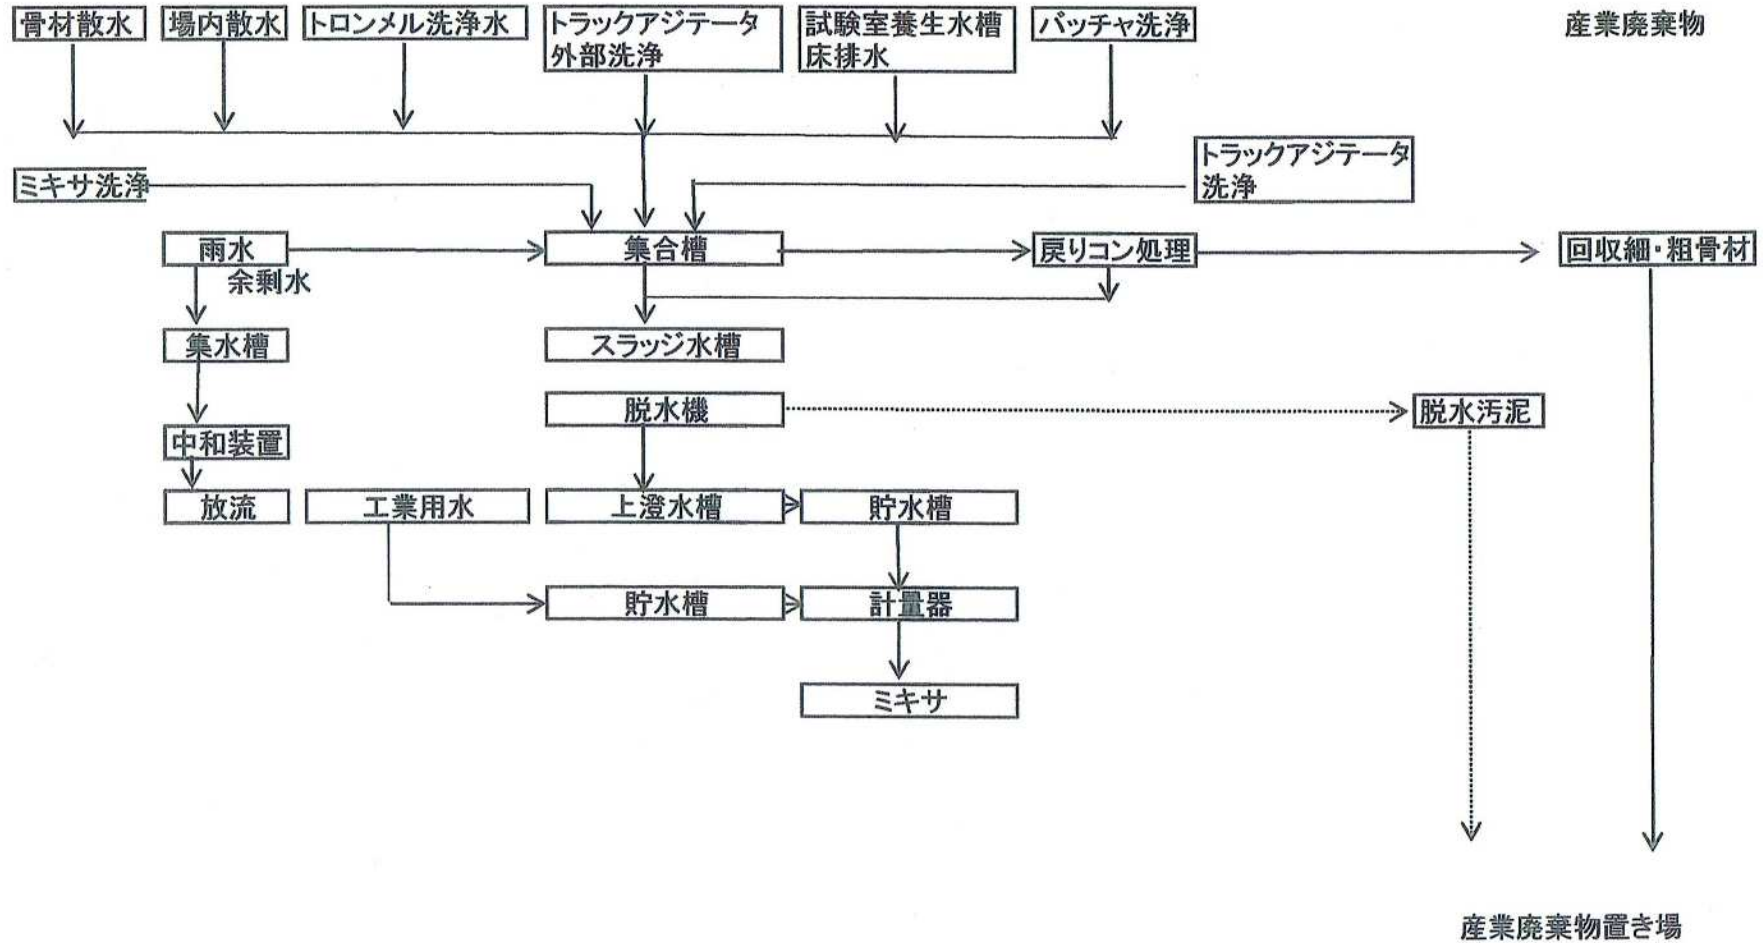 骨材散水
場内散水
トロンメル洗浄水
トラックアジテータ
外部洗浄
試験室養生水槽
床排水
バッチャ洗浄
産業廃棄物
トラックアジテータ
洗浄
ミキサ洗浄
雨水
集合槽
戻りコン処理
回収細・粗骨材
余剰水
集水槽
スラッジ水槽
脱水機
脱水汚泥
中和装置
放流
工業用水
上澄水槽
貯水槽
貯水槽
計量器
ミキサ
産業廃棄物置き場